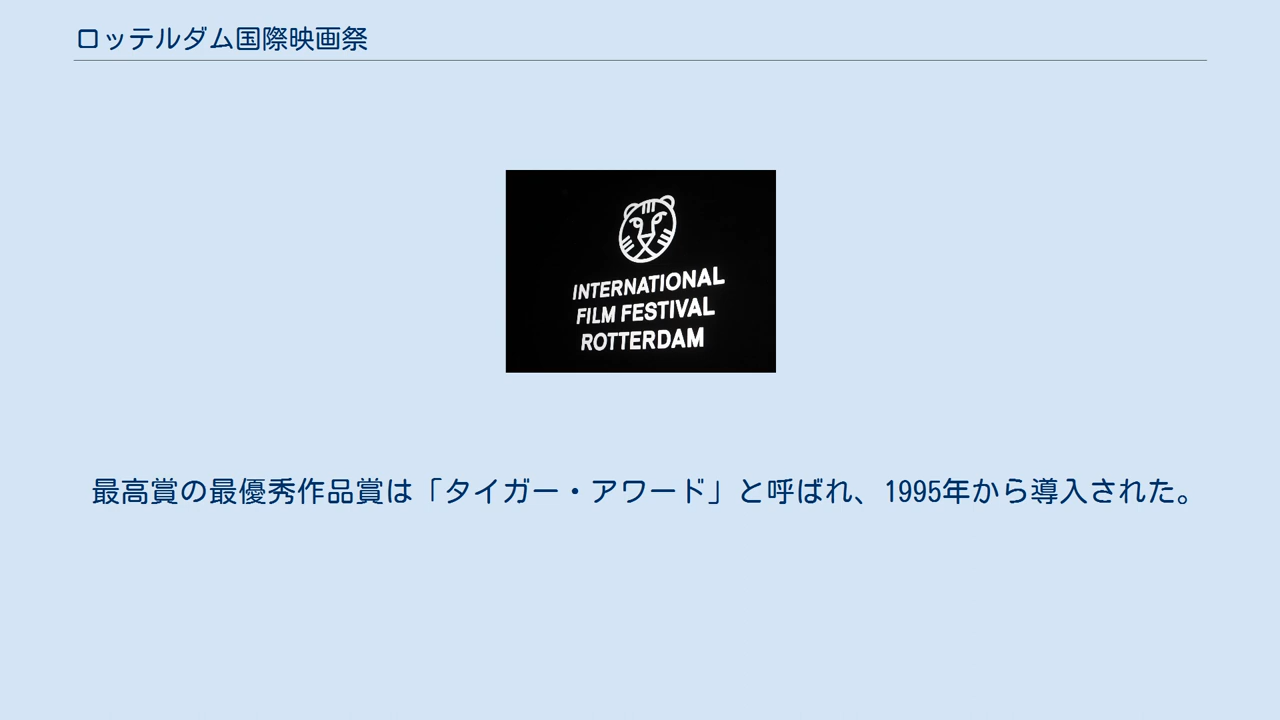 ロッテルダム国際映画祭
INTERNATIONAL
FILM FESTIVAL
ROTTERDAM
最高賞の最優秀作品賞は「タイガー・アワード」と呼ばれ、1995年から導入された。